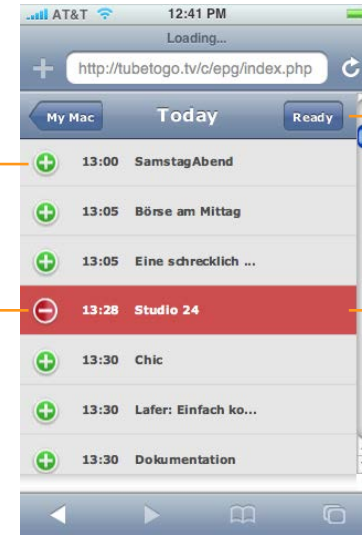 AT&T 12:41 PM
Loading...
http://tubetogo.tv/c/epg/index.php
My Mac Today Ready
13:00 SamstagAbend
13:05 Börse am Mittag
13:05 Eine schrecklich ...
13:28 Studio 24
13:30 Chic
13:30 Lafer: Einfach ko...
13:30 Dokumentation